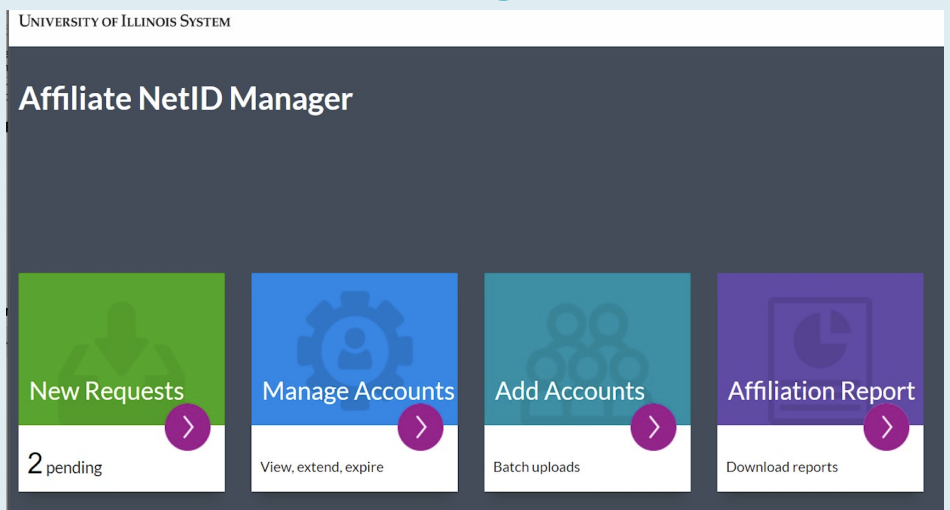 UNIVERSITY OF ILLINOIS SYSTEM
Affiliate NetID Manager
New Requests
2 pending
Manage Accounts
View, extend, expire
Add Accounts
Batch uploads
Affiliation Report
Download reports